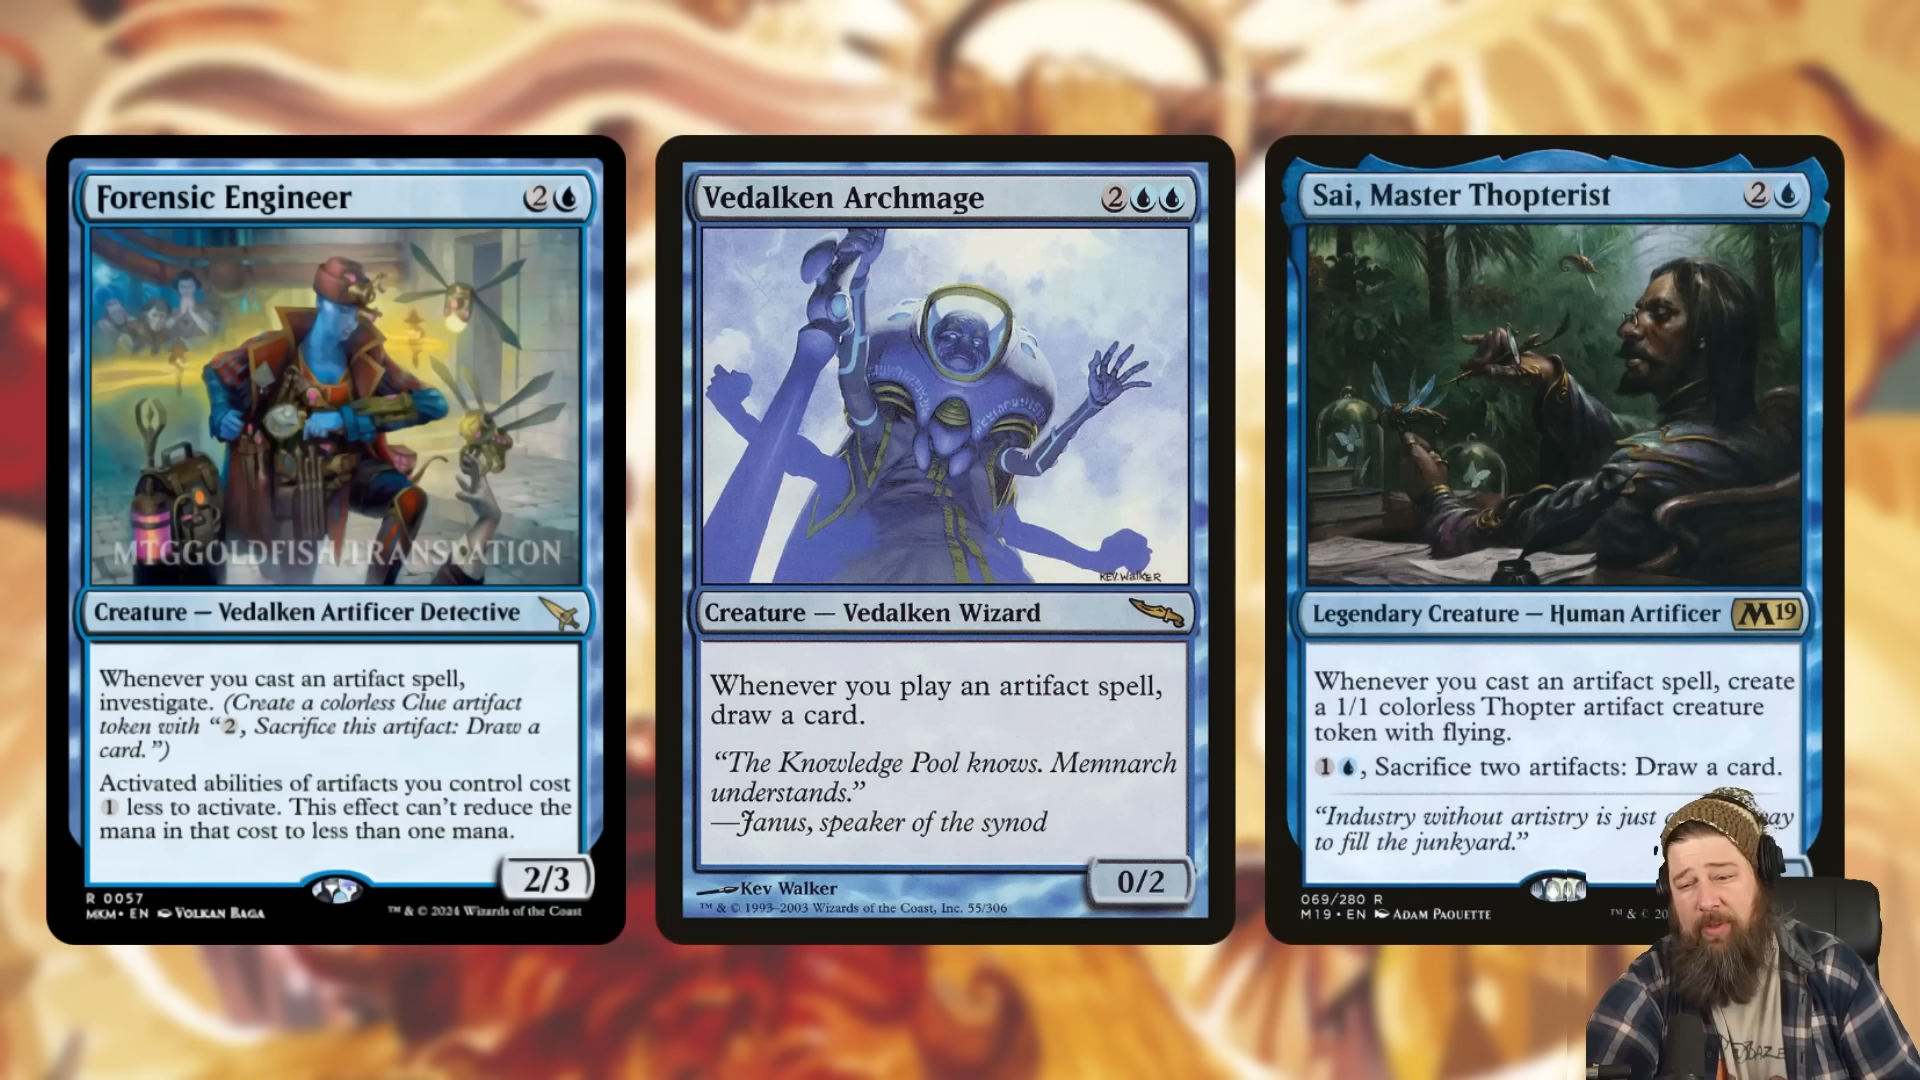 Forensic Engineer 2
MTGGOLDFISH TRANSLATION
Creature — Vedalken Artificer Detective
Whenever you cast an artifact spell,
investigate. (Create a colorless Clue artifact
token with “2, Sacrifice this artifact: Draw a
card.”)
Activated abilities of artifacts you control cost
1 less to activate. This effect can’t reduce the
mana in that cost to less than one mana.
2/3
R 0057
MKM • EN VOLKAN BAGA
™ & © 2024 Wizards of the Coast
Vedalken Archmage 2
KEV. WALKER
Creature — Vedalken Wizard
Whenever you play an artifact spell,
draw a card.
“The Knowledge Pool knows. Memnarch
understands.”
—Janus, speaker of the synod
0/2
Kev Walker
™ & © 1993–2003 Wizards of the Coast, Inc. 55/306
Sai, Master Thopterist 2
Legendary Creature — Human Artificer M19
Whenever you cast an artifact spell, create
a 1/1 colorless Thopter artifact creature
token with flying.
1 , Sacrifice two artifacts: Draw a card.
“Industry without artistry is just
to fill the junkyard.”
069/280 R
M19 • EN ADAM PAQUETTE
™ & © 20